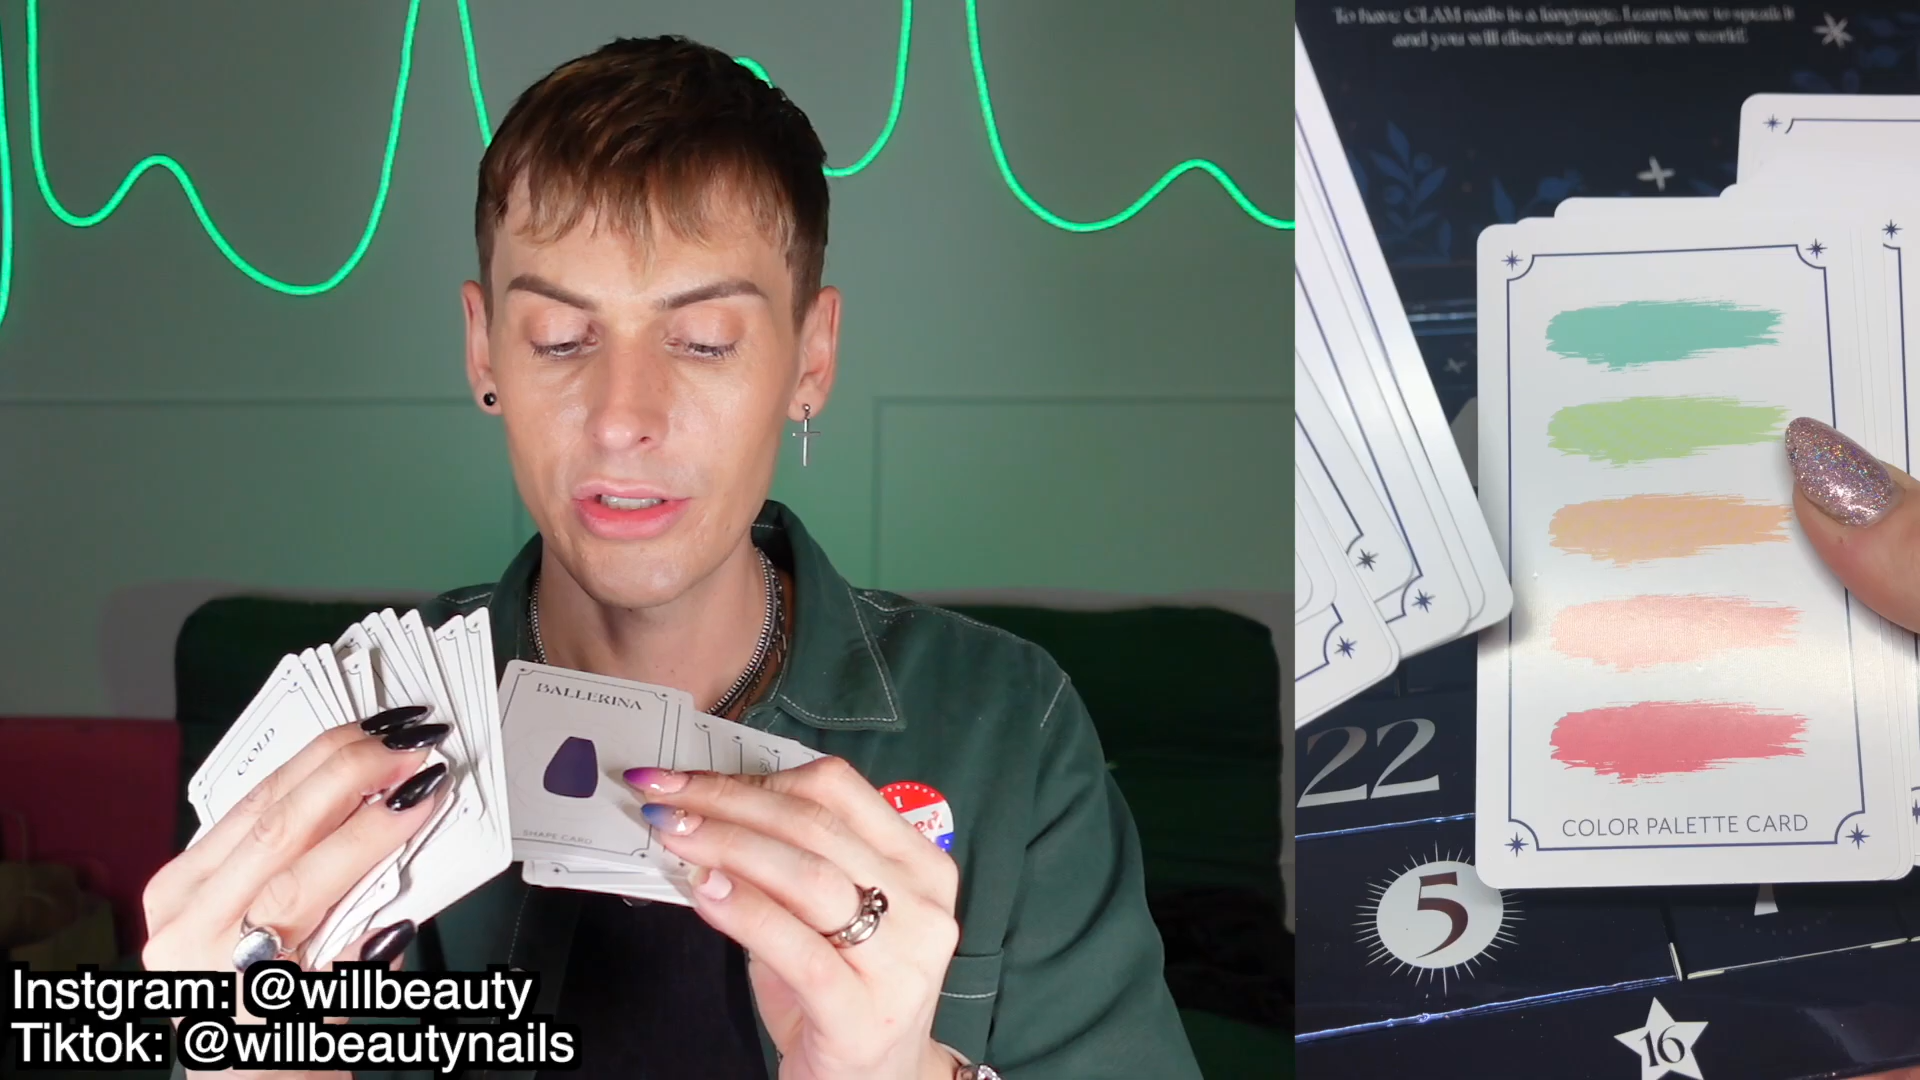 To have GLAM nails is a language. Learn how to speak it
and you will discover an entire new world!
GOLD
BALLERINA
SHAPE CARD
I
COLOR PALETTE CARD
22
5
16
Instgram: @willbeauty
Tiktok: @willbeautynails